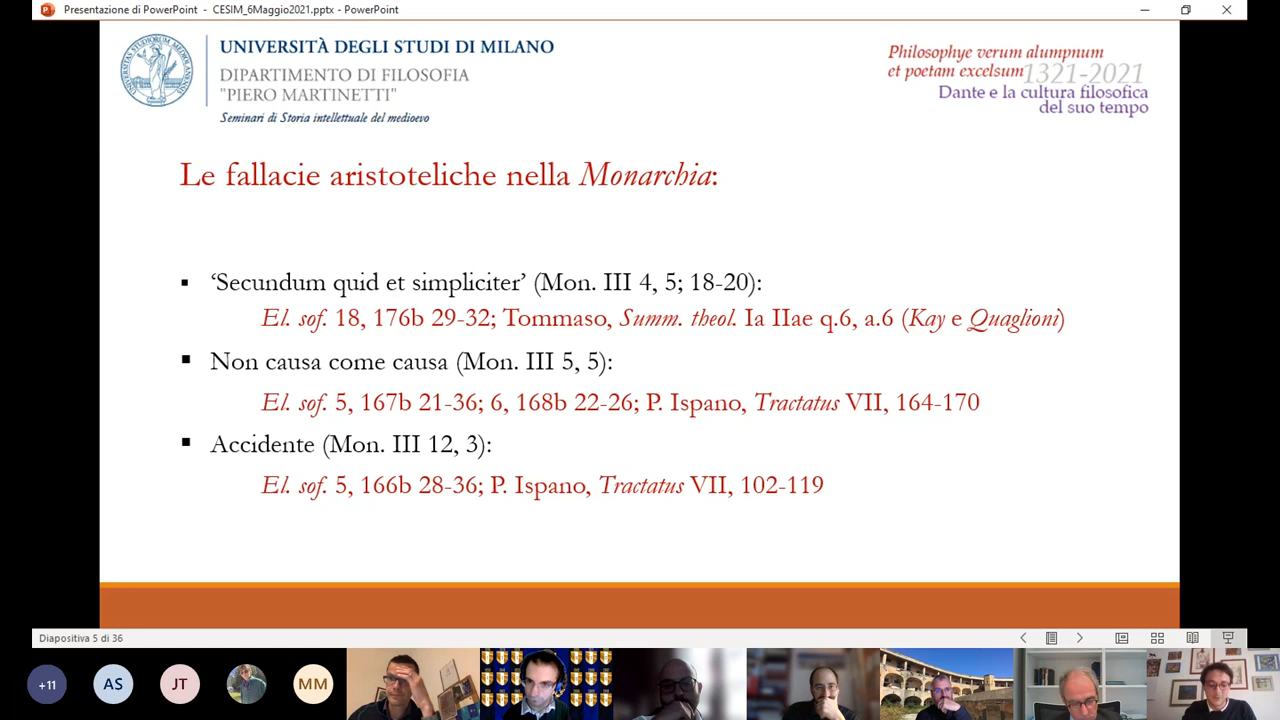 Presentazione di PowerPoint - CESIM_6Maggio2021.pptx - PowerPoint
UNIVERSITÀ DEGLI STUDI DI MILANO
DIPARTIMENTO DI FILOSOFIA
"PIERO MARTINETTI"
Seminari di Storia intellettuale del medioevo
Philosophye verum alumpnum
et poetam excelsum 1321-2021
Dante e la cultura filosofica
del suo tempo
Le fallacie aristoteliche nella Monarchia:
▪ ‘Secundum quid et simpliciter’ (Mon. III 4, 5; 18-20):
El. sof. 18, 176b 29-32; Tommaso, Summ. theol. Ia IIae q.6, a.6 (Kay e Quaglioni)
▪ Non causa come causa (Mon. III 5, 5):
El. sof. 5, 167b 21-36; 6, 168b 22-26; P. Ispano, Tractatus VII, 164-170
▪ Accidente (Mon. III 12, 3):
El. sof. 5, 166b 28-36; P. Ispano, Tractatus VII, 102-119
Diapositiva 5 di 36
+11
AS
JT
MM